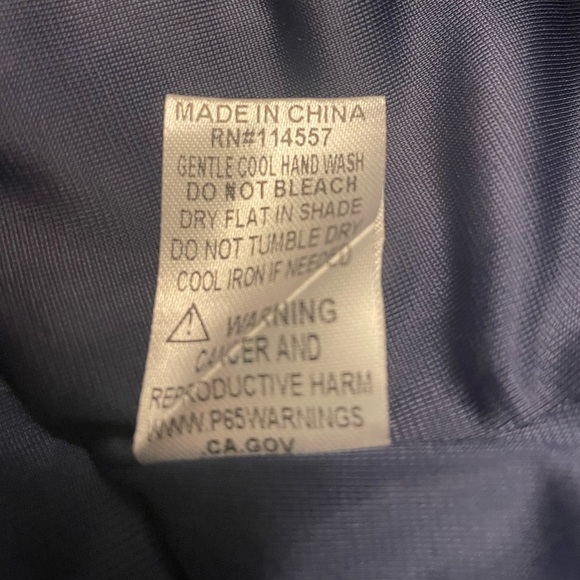 MADE IN CHINA
RN#114557
GENTLE COOL HAND WASH
DO NOT BLEACH
DRY FLAT IN SHADE
DO NOT TUMBLE DRY
COOL IRON IF NEEDED
WARNING
CANCER AND
REPRODUCTIVE HARM
WWW.P65WARNINGS
.CA.GOV